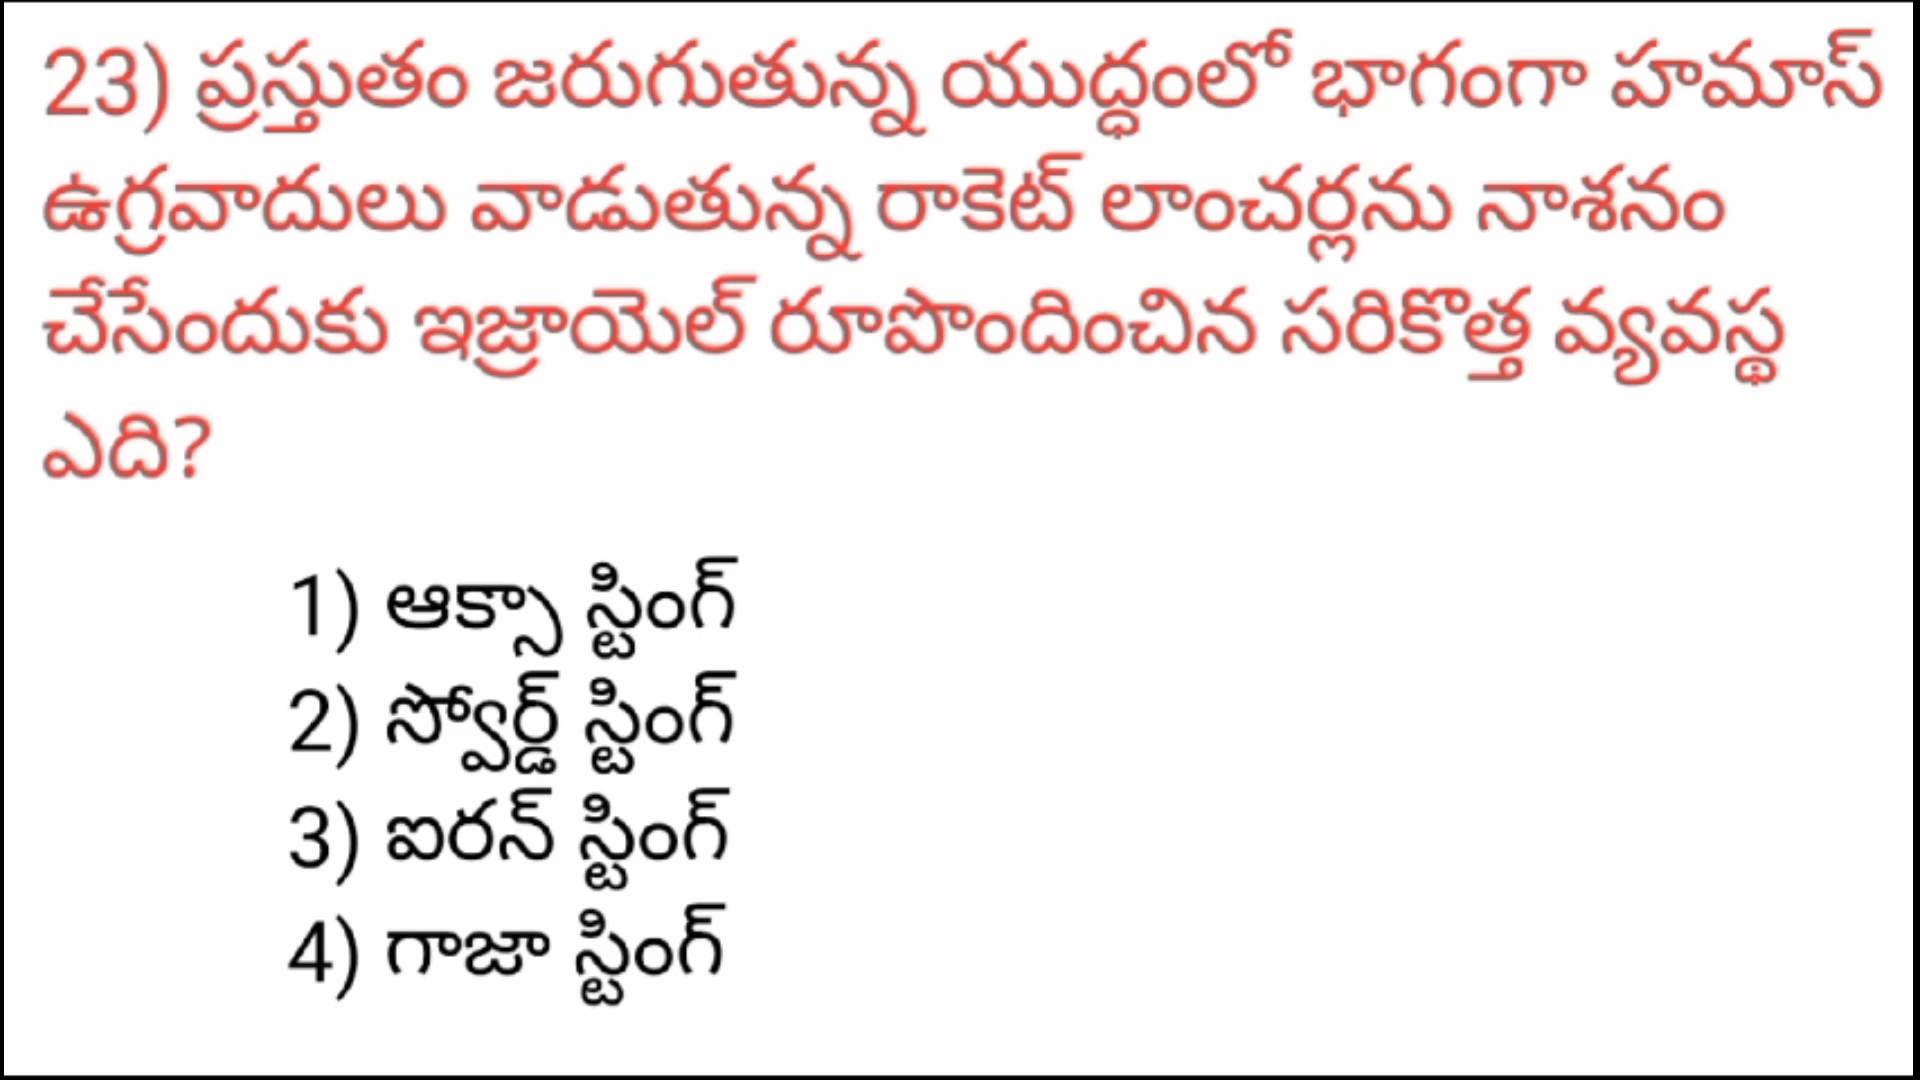 23) ప్రస్తుతం జరుగుతున్న యుద్ధంలో భాగంగా హమాస్
ఉగ్రవాదులు వాడుతున్న రాకెట్ లాంచర్లను నాశనం
చేసేందుకు ఇజ్రాయెల్ రూపొందించిన సరికొత్త వ్యవస్థ
ఎది?
1) ఆక్సా స్టింగ్
2) స్వోర్డ్ స్టింగ్
3) ఐరన్ స్టింగ్
4) గాజా స్టింగ్